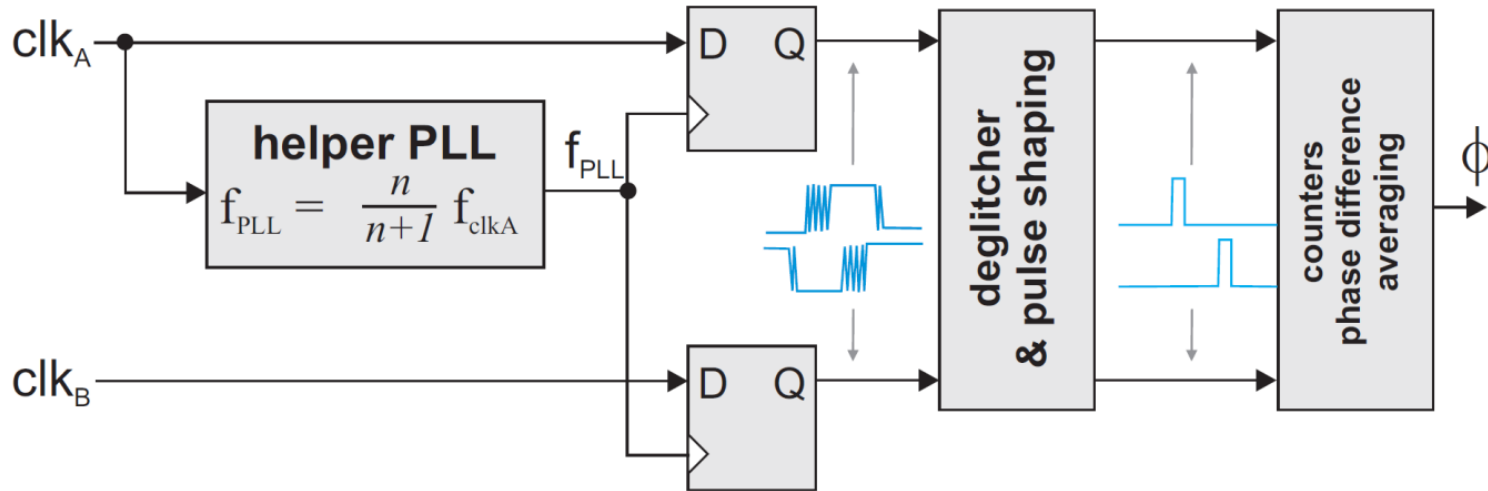 clkA
helper PLL
fPLL = n/n+1 fclkA
fPLL
D Q
clkB
D Q
deglitcher
& pulse shaping
counters
phase difference
averaging
ϕ